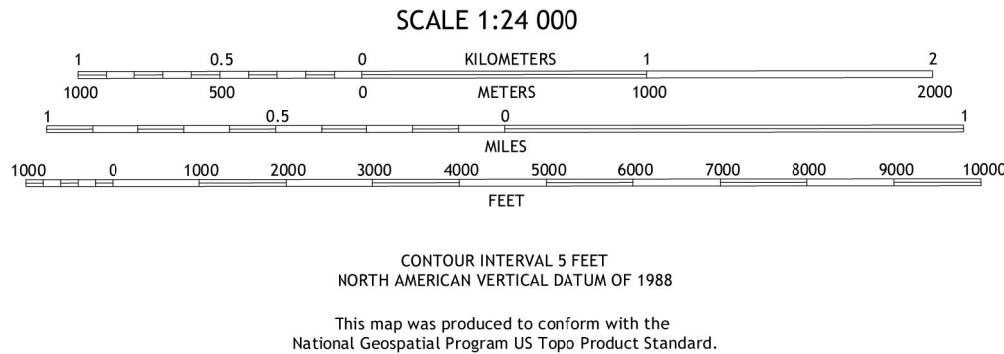 SCALE 1:24 000
1 0.5 0 KILOMETERS 1 2
1000 500 0 METERS 1000 2000
1 0.5 0 1
MILES
1000 0 1000 2000 3000 4000 5000 6000 7000 8000 9000 10000
FEET
CONTOUR INTERVAL 5 FEET
NORTH AMERICAN VERTICAL DATUM OF 1988
This map was produced to conform with the
National Geospatial Program US Topo Product Standard.